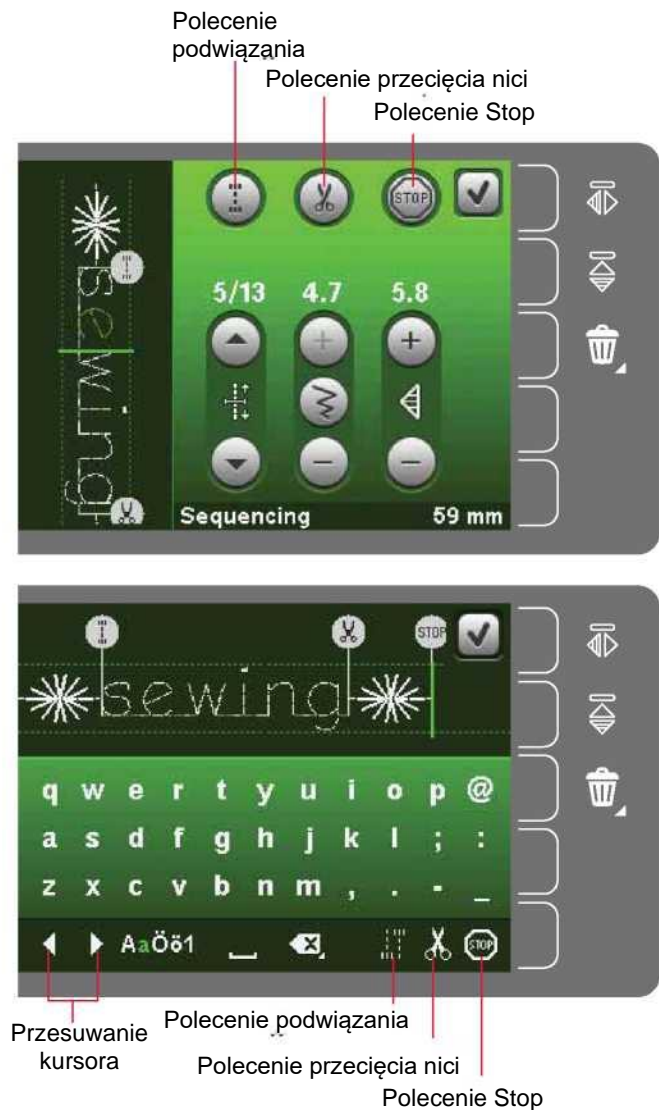 Polecenie
podwiązania
Polecenie przecięcia nici
Polecenie Stop
STOP
5/13 4.7 5.8
sewing
Sequencing 59 mm
STOP
sewing
q w e r t y u i o p @
a s d f g h j k l ; :
z x c v b n m , . - _
AaÖö1 STOP
Przesuwanie
kursora
Polecenie podwiązania
Polecenie przecięcia nici
Polecenie Stop